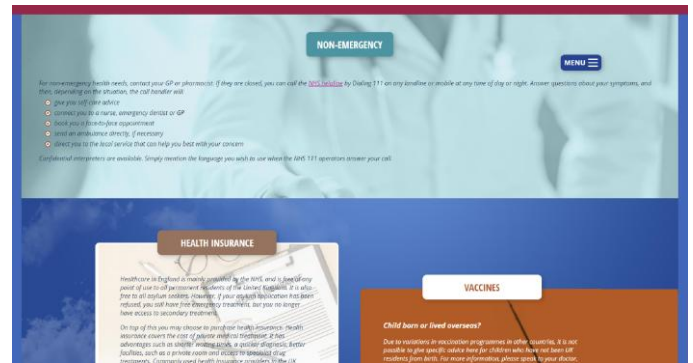 NON-EMERGENCY
MENU
For non-emergency health needs, contact your GP or pharmacist. If they are closed, you can call the NHS helpline by Dialing 111 on any landline or mobile at any time of day or night. Answer questions about your symptoms, and
then, depending on the situation, the call handler will:
give you self-care advice
connect you to a nurse, emergency dentist or GP
book you a face-to-face appointment
send an ambulance directly, if necessary
direct you to the local service that can help you best with your concern
Confidential interpreters are available. Simply mention the language you wish to use when the NHS 111 operators answer your call.
HEALTH INSURANCE
Healthcare in England is mainly provided by the NHS, and is free at any
point of use to all permanent residents of the United Kingdom. It is also
free to all asylum seekers. However, if your asylum application has been
refused, you still have free emergency treatment, but you no longer
have access to secondary treatment.
On top of this you may choose to purchase health insurance. Health
insurance covers the cost of private medical treatment. It has
advantages such as shorter waiting times, a quicker diagnosis, better
facilities, such as a private room and access to specialist drug
treatments. Commonly used health insurance providers in the UK
VACCINES
Child born or lived overseas?
Due to variations in vaccination programmes in other countries, it is not
possible to give specific advice here for children who have not been UK
residents from birth. For more information, please speak to your doctor,